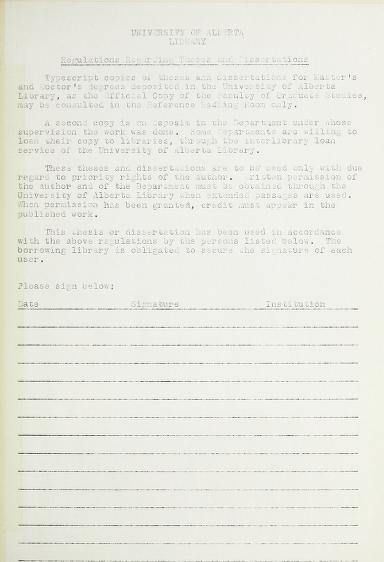 UNIVERSITY OF ALBERTA
LIBRARY
Regulations Regarding Theses and Dissertations
Typescript copies of theses and dissertations for Master's
and Doctor's degrees deposited in the University of Alberta
Library, as the Official Copy of the Faculty of Graduate Studies,
may be consulted in the Reference Reading Room only.
A second copy is on deposit in the Department under whose
supervision the work was done. Some Departments are willing to
loan their copy to libraries, through the interlibrary loan
service of the University of Alberta Library.
These theses and dissertations are to be used only with due
regard to priority rights of the author. Written permission of
the author and of the Department must be obtained through the
University of Alberta Library when extended passages are used.
When permission has been granted, credit must appear in the
published work.
This thesis or dissertation has been used in accordance
with the above regulations by the persons listed below. The
borrowing library is obligated to secure the signature of each
user.
Please sign below:
Date Signature Institution